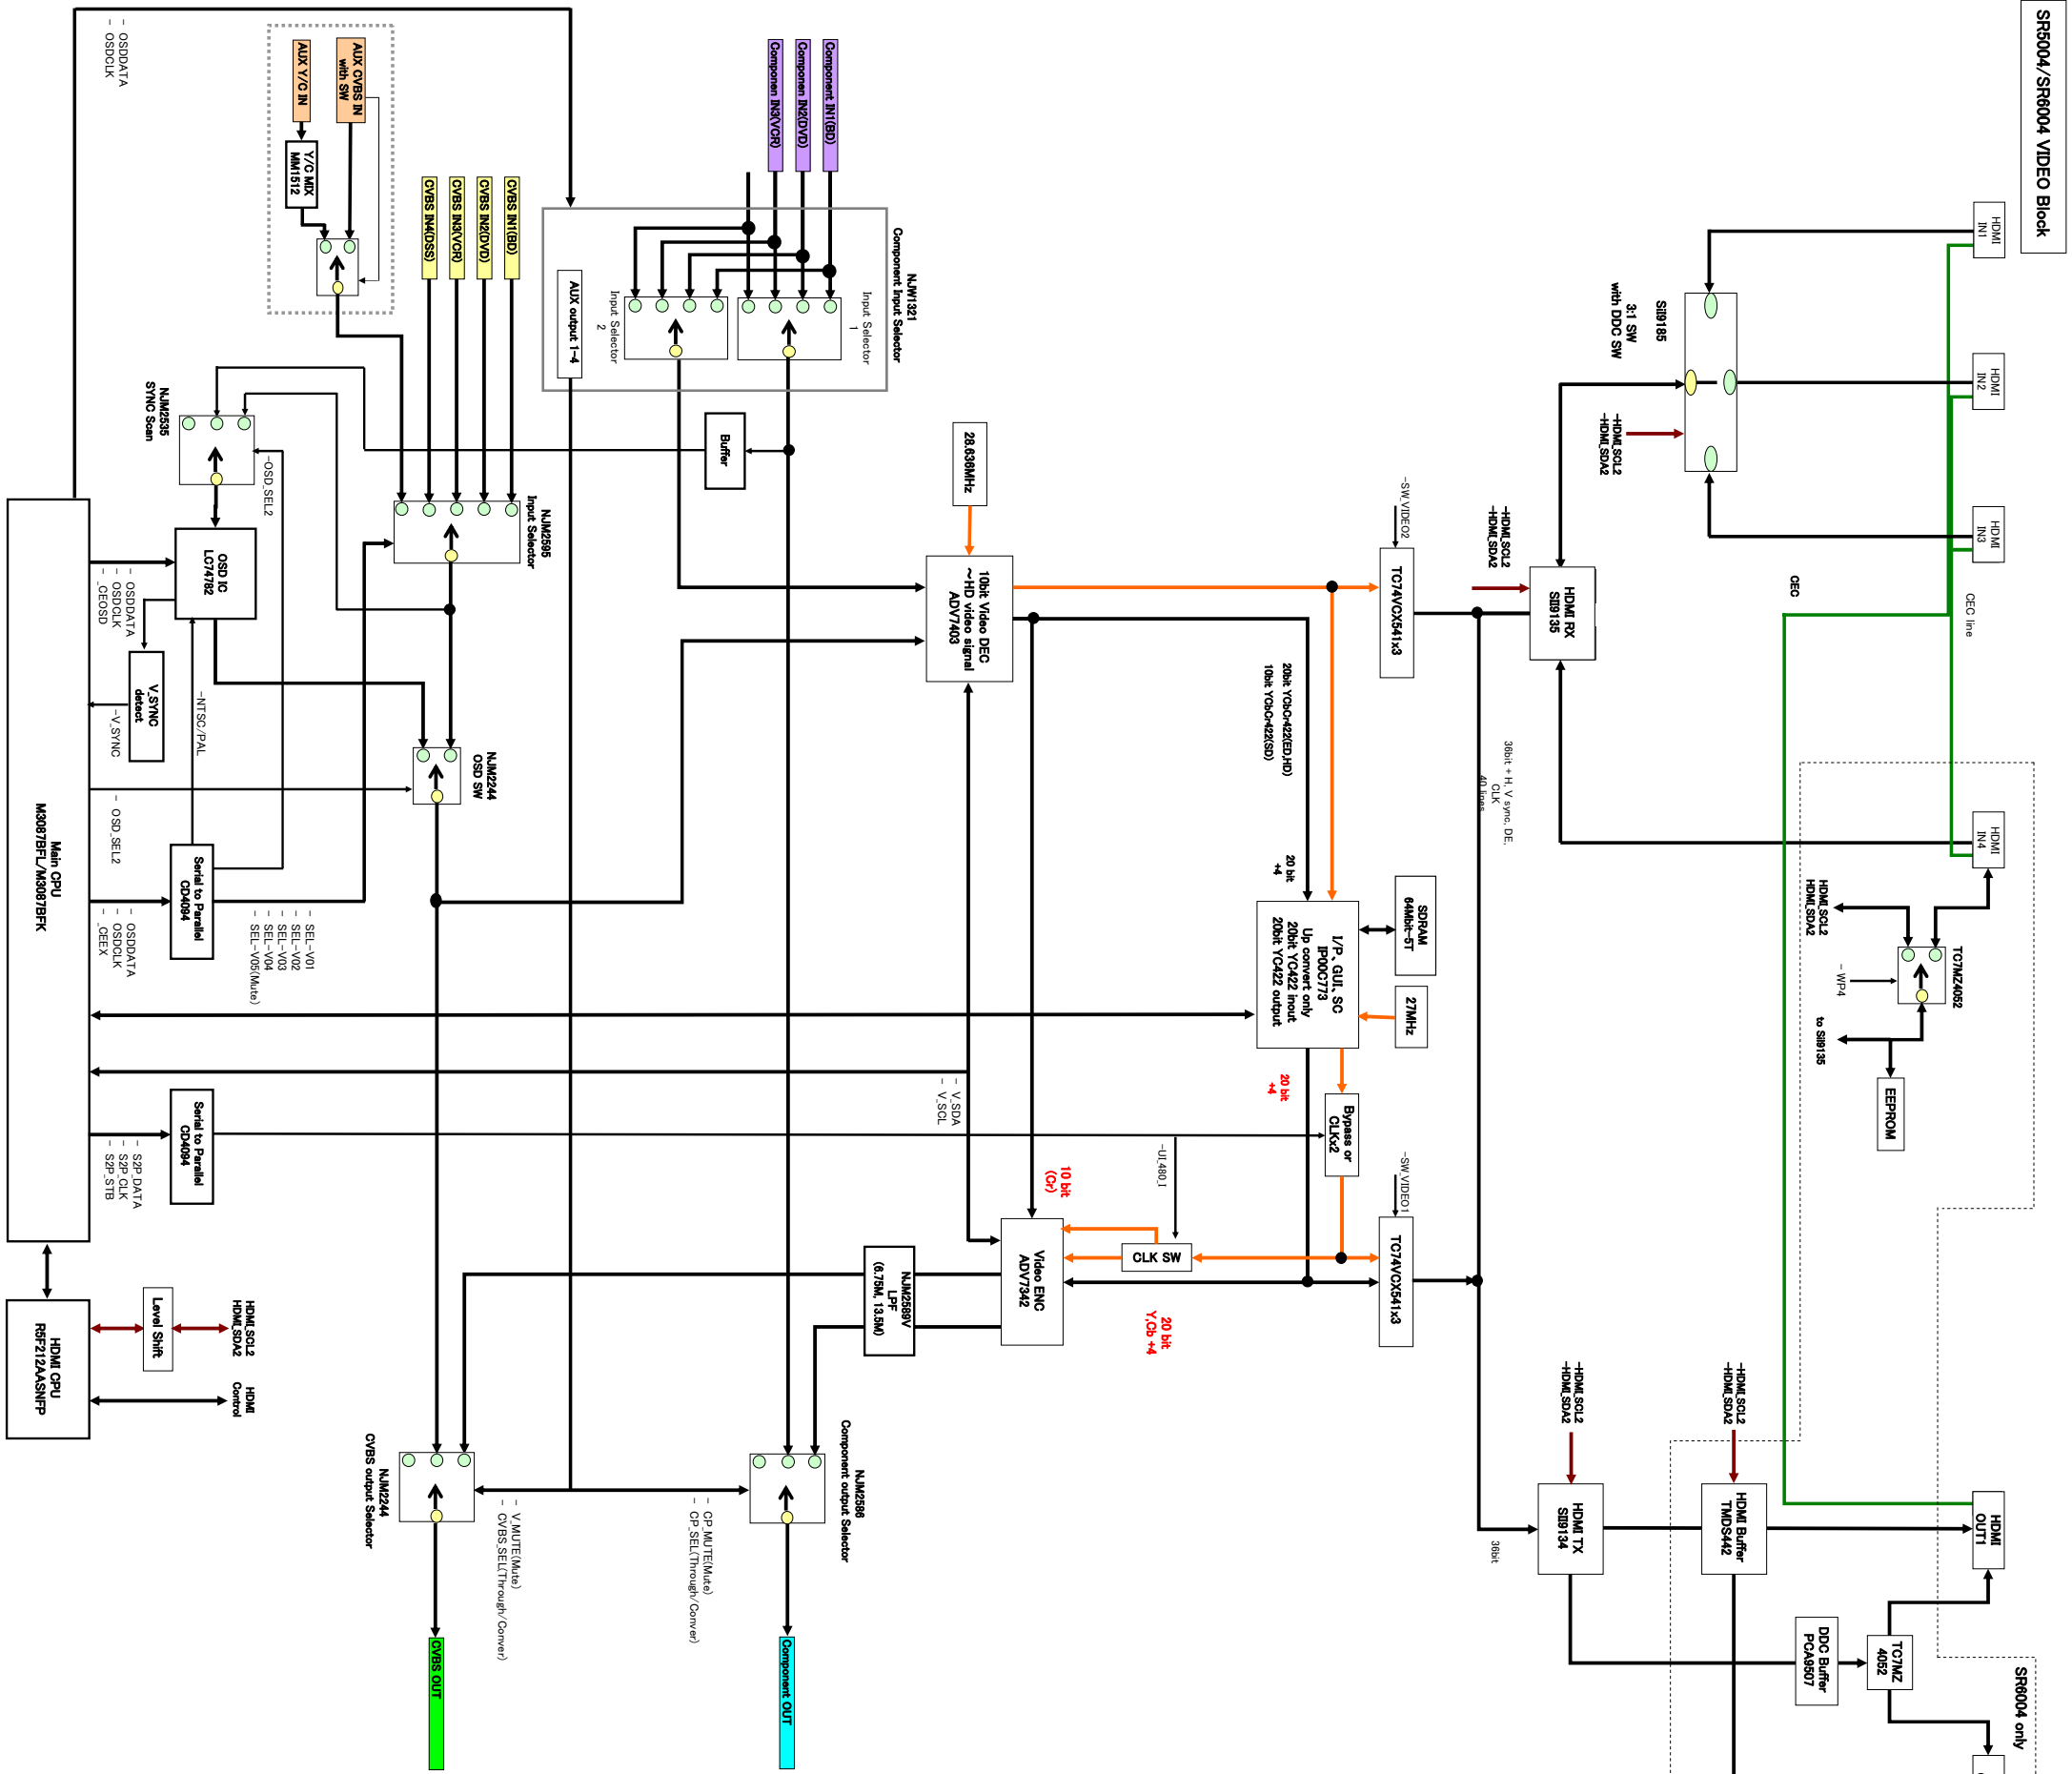 SR5004/SR6004 VIDEO Block
HDMI
IN1
HDMI
IN2
HDMI
IN3
HDMI
IN4
HDMI
OUT1
SR6004 only
CEC line
CEC
SiI9185
3:1 SW
with DDC SW
-HDMI_SCL2
-HDMI_SDA2
-HDMI_SCL2
-HDMI_SDA2
HDMI RX
SII9135
36bit + H, V sync, DE,
CLK
40 lines
HDMI_SCL2
HDMI_SDA2
TC7MZ4052
- WP4
to SiI9135
EEPROM
-HDMI_SCL2
-HDMI_SDA2
-HDMI_SCL2
-HDMI_SDA2
HDMI Buffer
TMDS442
HDMI TX
SII9134
36bit
DDC Buffer
PCA9507
TC7MZ
4052
-SW_VIDEO2
TC74VCX541x3
-SW_VIDEO1
TC74VCX541x3
28.636MHz
10bit Video DEC
~HD video signal
ADV7403
20bit YCbCr422(ED,HD)
10bit YCbCr422(SD)
20 bit
+4
SDRAM
64Mbit-5T
27MHz
I/P、GUI、SC
IP00C773
Up convert only
20bit YC422 inout
20bit YC422 output
20 bit
+4
Bypass or
CLKx2
-UI_480_I
CLK SW
10 bit
(Cr)
20 bit
Y,Cb +4
Video ENC
ADV7342
- V_SDA
- V_SCL
NJM2589V
LPF
(6.75M, 13.5M)
Component IN1(BD)
Componen IN2(DVD)
Componen IN3(VCR)
NJW1321
Component Input Selector
Input Selector
1
Input Selector
2
AUX output 1-4
Buffer
NJM2586
Component output Selector
- CP_MUTE(Mute)
- CP_SEL(Through/Conver)
Component OUT
CVBS IN1(BD)
CVBS IN2(DVD)
CVBS IN3(VCR)
CVBS IN4(DSS)
NJM2595
Input Selector
NJM2244
OSD SW
NJM2244
CVBS output Selector
- V_MUTE(Mute)
- CVBS_SEL(Through/Conver)
CVBS OUT
AUX CVBS IN
with SW
AUX Y/C IN
Y/C MIX
MM1512
- OSDDATA
- OSDCLK
NJM2535
SYNC Scan
-OSD_SEL2
OSD IC
LC74782
- OSDDATA
- OSDCLK
- _CEOSD
V_SYNC
detect
-V_SYNC
-NTSC/PAL
- OSD_SEL2
Serial to Parallel
CD4094
- SEL-V01
- SEL-V02
- SEL-V03
- SEL-V04
- SEL-V05(Mute)
- OSDDATA
- OSDCLK
- _CEEX
Serial to Parallel
CD4094
- S2P_DATA
- S2P_CLK
- S2P_STB
Main CPU
M3087BFL/M3087BFK
HDMI_SCL2
HDMI_SDA2
Level Shift
HDMI
Control
HDMI CPU
R5F212AASNFP